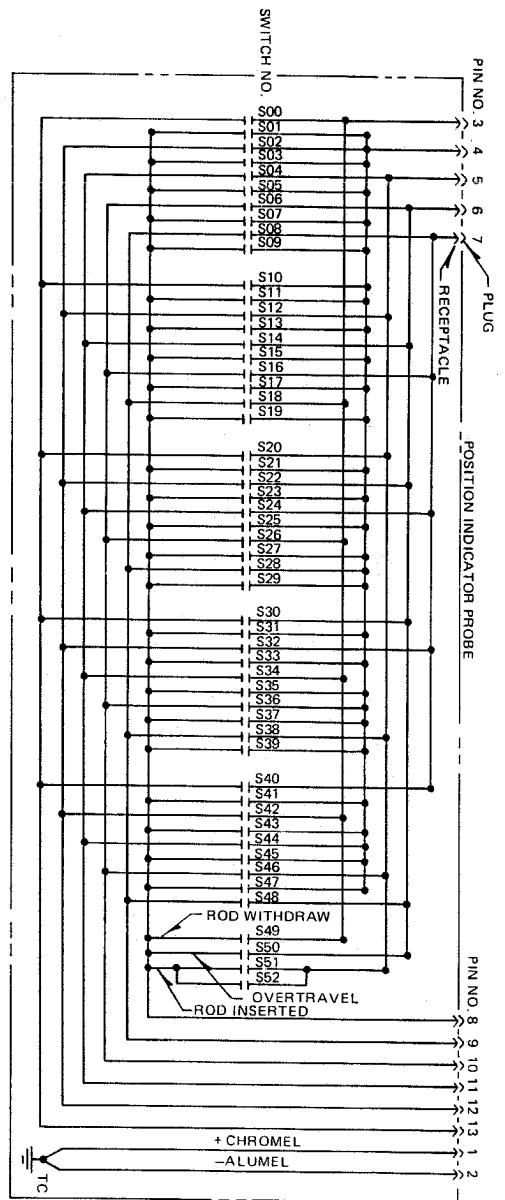 SWITCH NO.
PIN NO. 3
4
5
6
7
PLUG
RECEPTACLE
POSITION INDICATOR PROBE
S00
S01
S02
S03
S04
S05
S06
S07
S08
S09
S10
S11
S12
S13
S14
S15
S16
S17
S18
S19
S20
S21
S22
S23
S24
S25
S26
S27
S28
S29
S30
S31
S32
S33
S34
S35
S36
S37
S38
S39
S40
S41
S42
S43
S44
S45
S46
S47
S48
ROD WITHDRAW
S49
S50
S51
S52
OVERTRAVEL
ROD INSERTED
PIN NO. 8
9
10
11
12
13
1
2
+ CHROMEL
–ALUMEL
TC